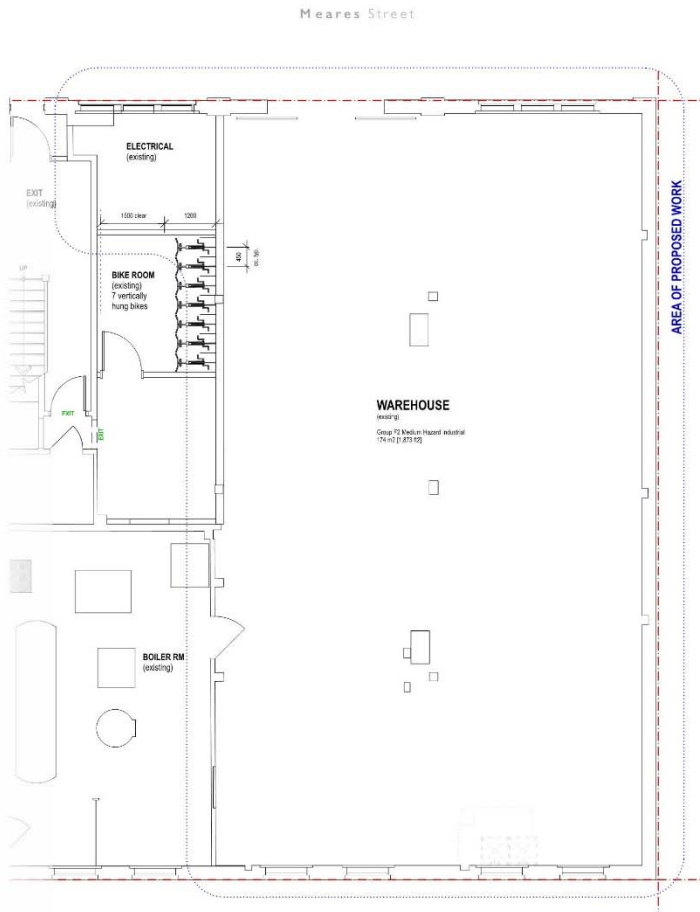 Meares Street
ELECTRICAL
(existing)
EXIT
(existing)
1500 clear
1200
UP
BIKE ROOM
(existing)
7 vertically
hung bikes
450
oc. typ.
AREA OF PROPOSED WORK
EXIT
EXIT
WAREHOUSE
(existing)
Group F2 Medium Hazard Industrial
174 m2 [1,873 ft2]
BOILER RM
(existing)